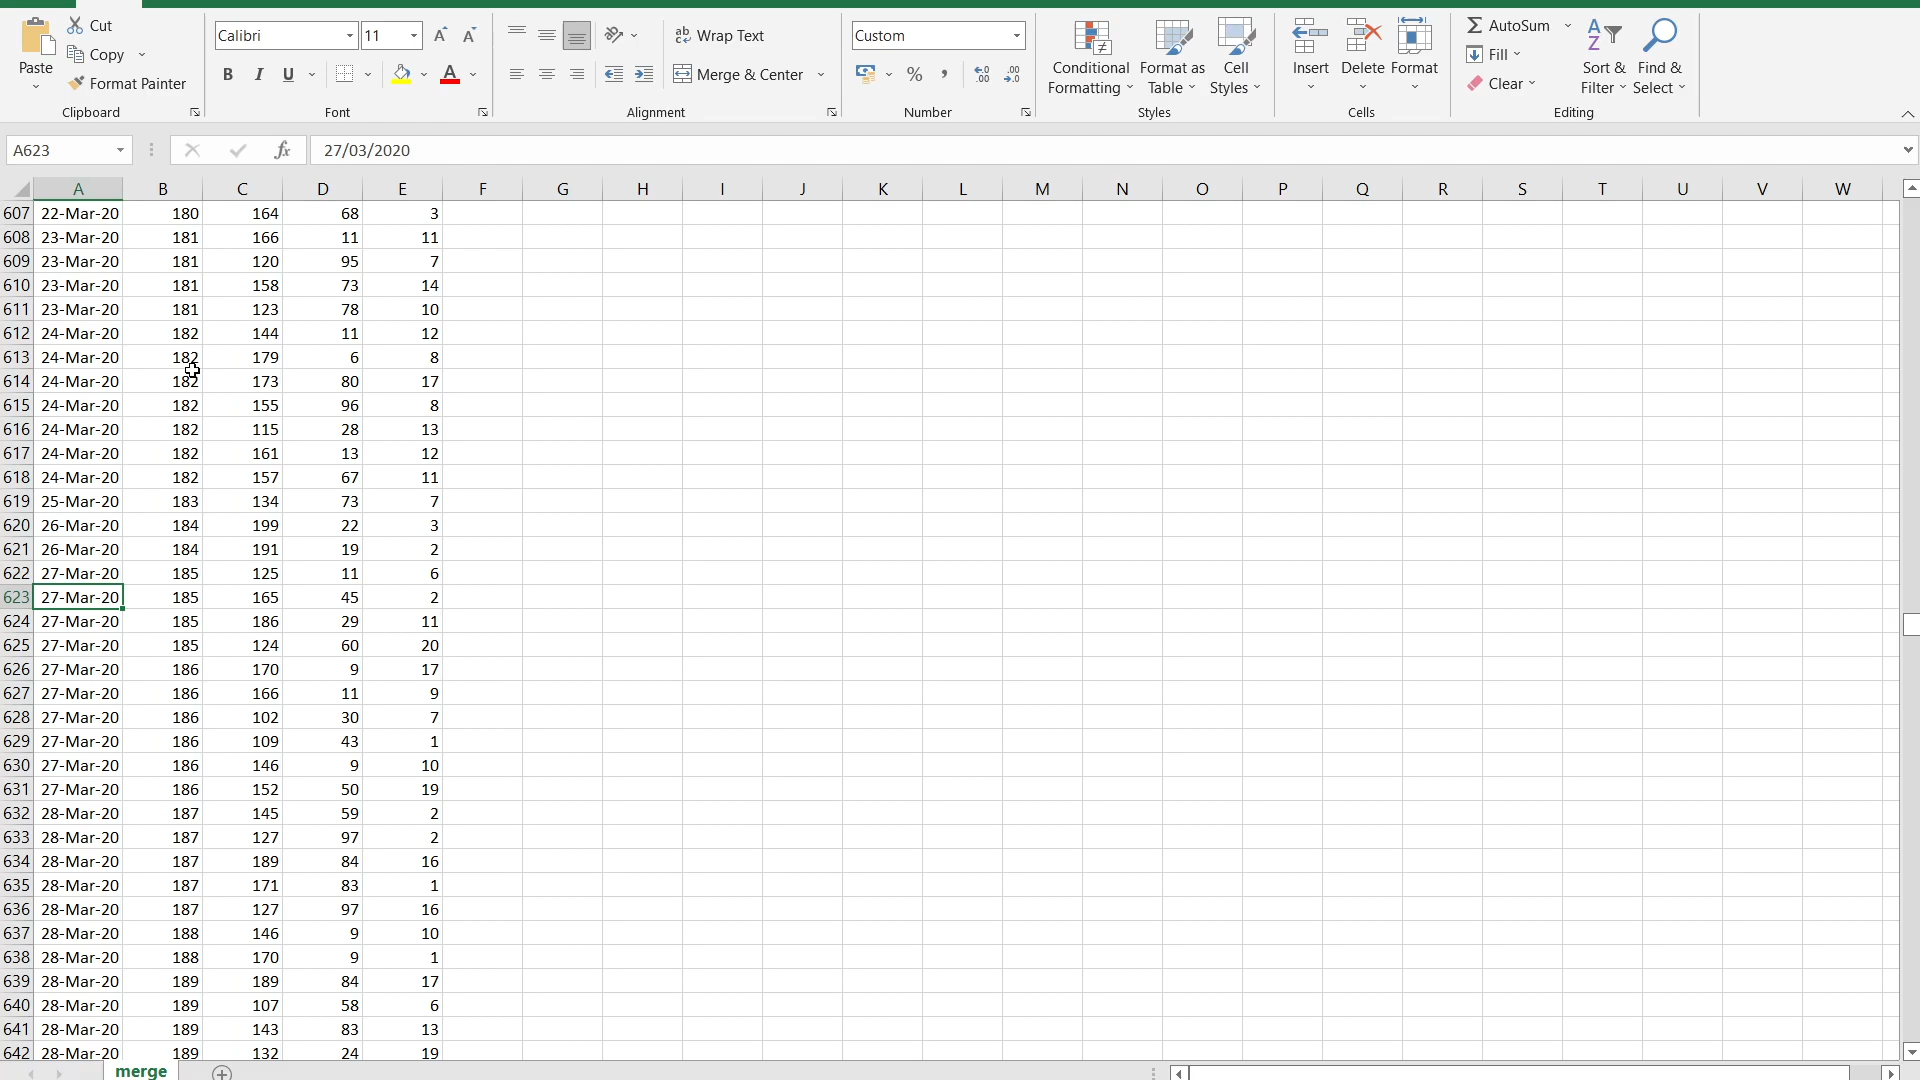 Cut
Copy
Format Painter
Paste
Clipboard
Calibri 11
B I U A
Font
ab Wrap Text
Merge & Center
Alignment
Custom
% ,
Number
Conditional Formatting
Format as Table
Cell Styles
Styles
Insert
Delete
Format
Cells
AutoSum
Fill
Clear
Sort & Filter
Find & Select
Editing
A623 fx 27/03/2020
A B C D E F G H I J K L M N O P Q R S T U V W
607 22-Mar-20 180 164 68 3
608 23-Mar-20 181 166 11 11
609 23-Mar-20 181 120 95 7
610 23-Mar-20 181 158 73 14
611 23-Mar-20 181 123 78 10
612 24-Mar-20 182 144 11 12
613 24-Mar-20 182 179 6 8
614 24-Mar-20 182 173 80 17
615 24-Mar-20 182 155 96 8
616 24-Mar-20 182 115 28 13
617 24-Mar-20 182 161 13 12
618 24-Mar-20 182 157 67 11
619 25-Mar-20 183 134 73 7
620 26-Mar-20 184 199 22 3
621 26-Mar-20 184 191 19 2
622 27-Mar-20 185 125 11 6
623 27-Mar-20 185 165 45 2
624 27-Mar-20 185 186 29 11
625 27-Mar-20 185 124 60 20
626 27-Mar-20 186 170 9 17
627 27-Mar-20 186 166 11 9
628 27-Mar-20 186 102 30 7
629 27-Mar-20 186 109 43 1
630 27-Mar-20 186 146 9 10
631 27-Mar-20 186 152 50 19
632 28-Mar-20 187 145 59 2
633 28-Mar-20 187 127 97 2
634 28-Mar-20 187 189 84 16
635 28-Mar-20 187 171 83 1
636 28-Mar-20 187 127 97 16
637 28-Mar-20 188 146 9 10
638 28-Mar-20 188 170 9 1
639 28-Mar-20 189 189 84 17
640 28-Mar-20 189 107 58 6
641 28-Mar-20 189 143 83 13
642 28-Mar-20 189 132 24 19
merge